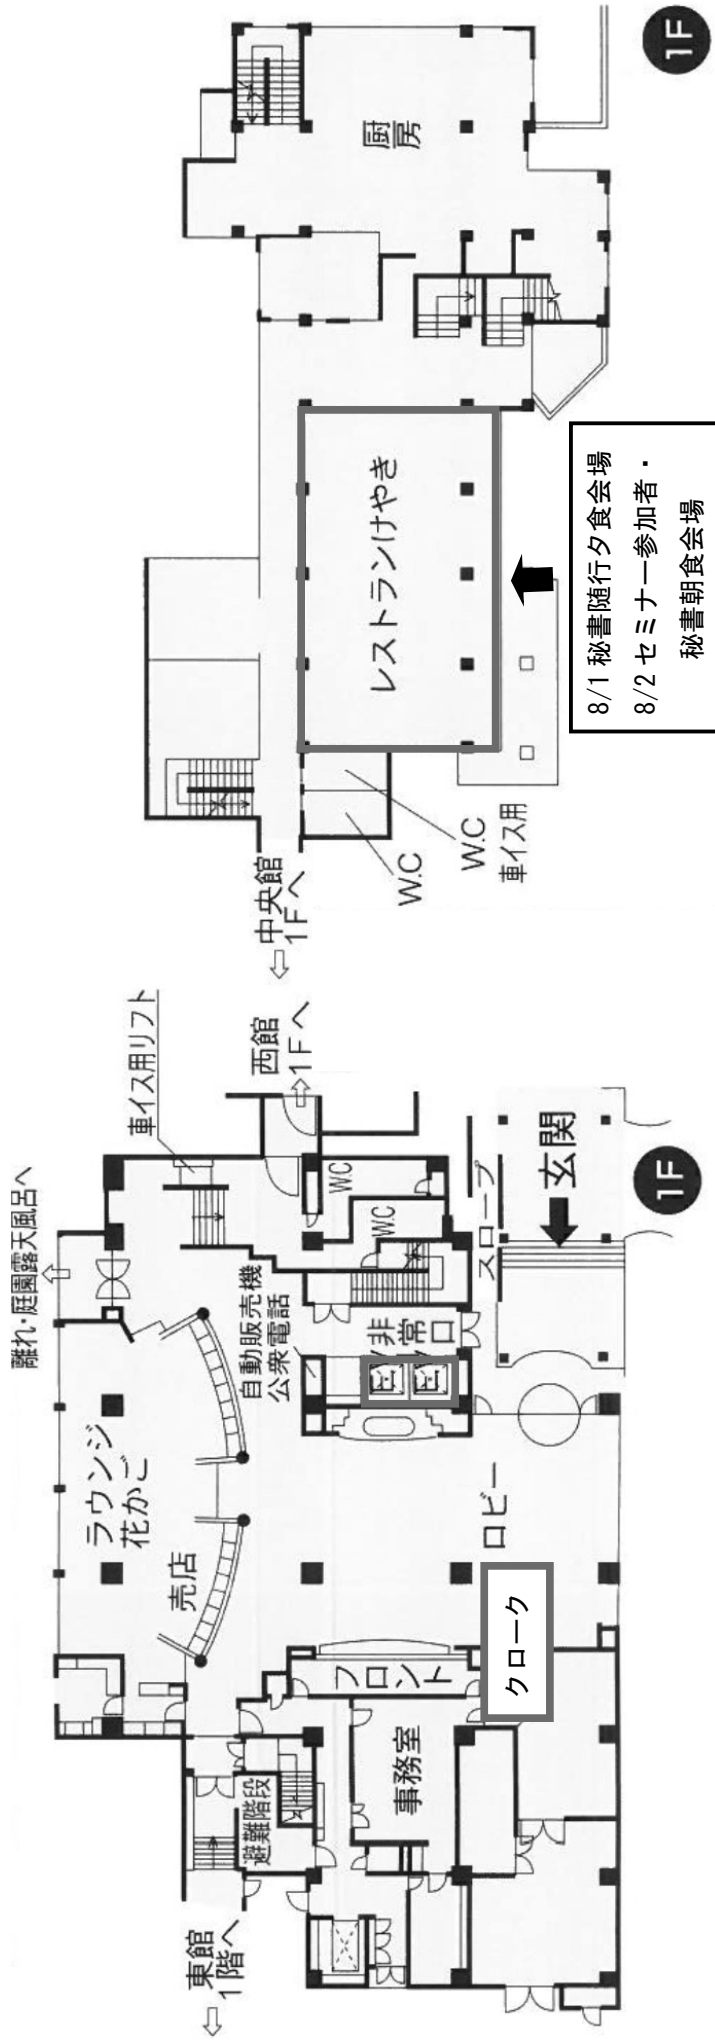 離れ・庭園露天風呂へ
車イス用リフト
西館
1Fへ
ラウンジ
花かご
売店
自動販売機
公衆電話
W.C
W.C
非常口
E
E
スロープ
玄関
ロビー
フロント
クローク
事務室
避難階段
東館
1階へ
1F
中央館
1Fへ
W.C
W.C
車イス用
レストランけやき
厨房
8/1 秘書随行夕食会場
8/2 セミナー参加者・
秘書朝食会場
1F